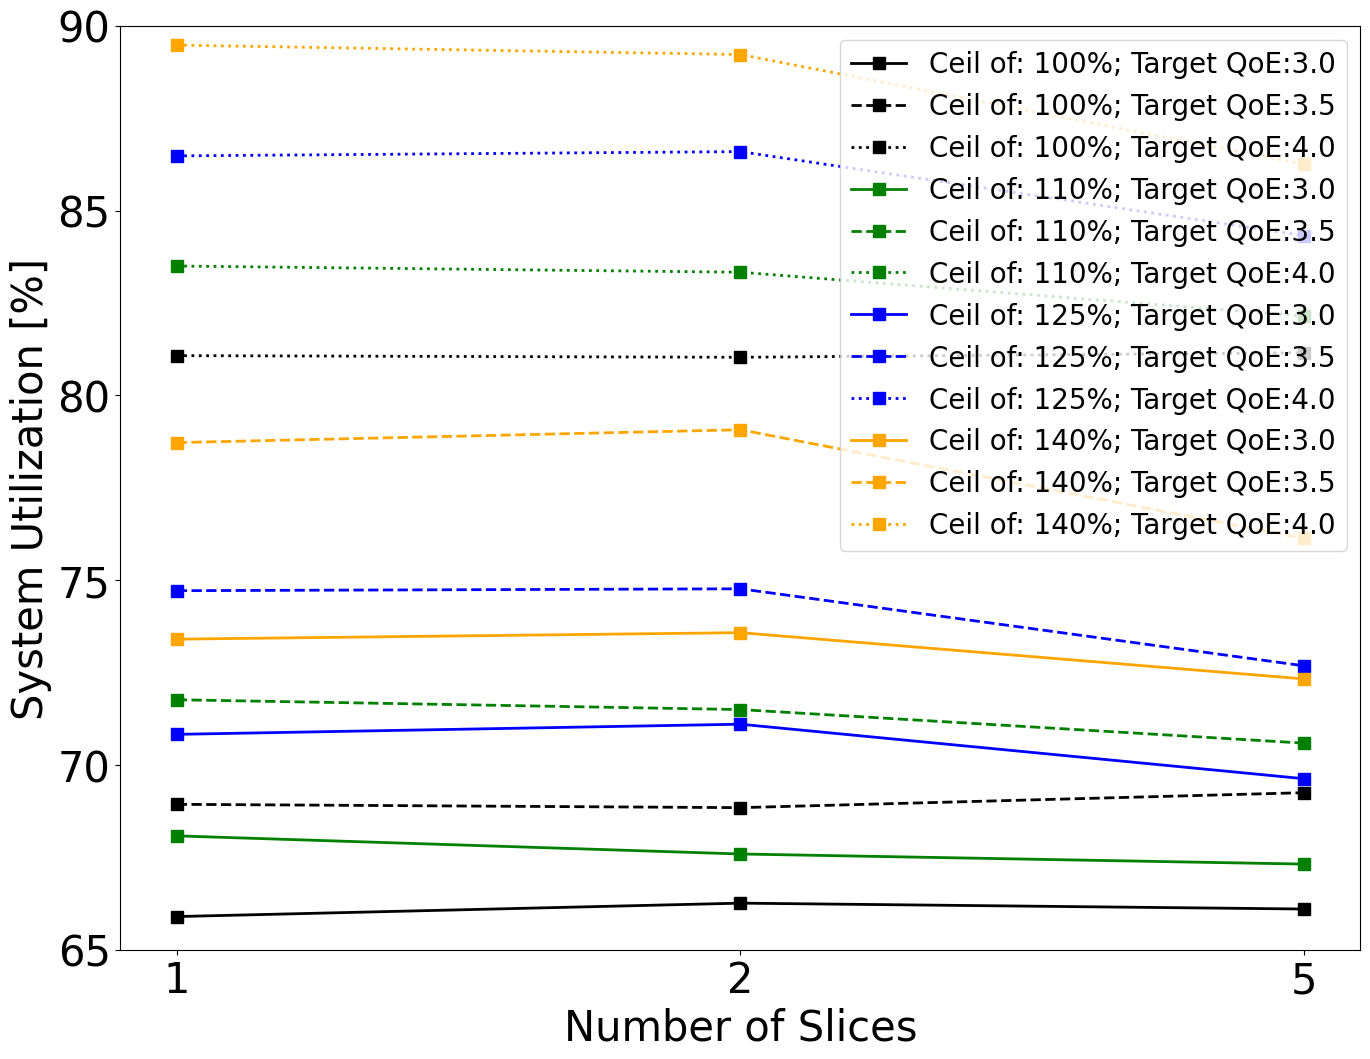 90
85
80
75
70
65
System Utilization [%]
Ceil of: 100%; Target QoE:3.0
Ceil of: 100%; Target QoE:3.5
Ceil of: 100%; Target QoE:4.0
Ceil of: 110%; Target QoE:3.0
Ceil of: 110%; Target QoE:3.5
Ceil of: 110%; Target QoE:4.0
Ceil of: 125%; Target QoE:3.0
Ceil of: 125%; Target QoE:3.5
Ceil of: 125%; Target QoE:4.0
Ceil of: 140%; Target QoE:3.0
Ceil of: 140%; Target QoE:3.5
Ceil of: 140%; Target QoE:4.0
1 2 5
Number of Slices